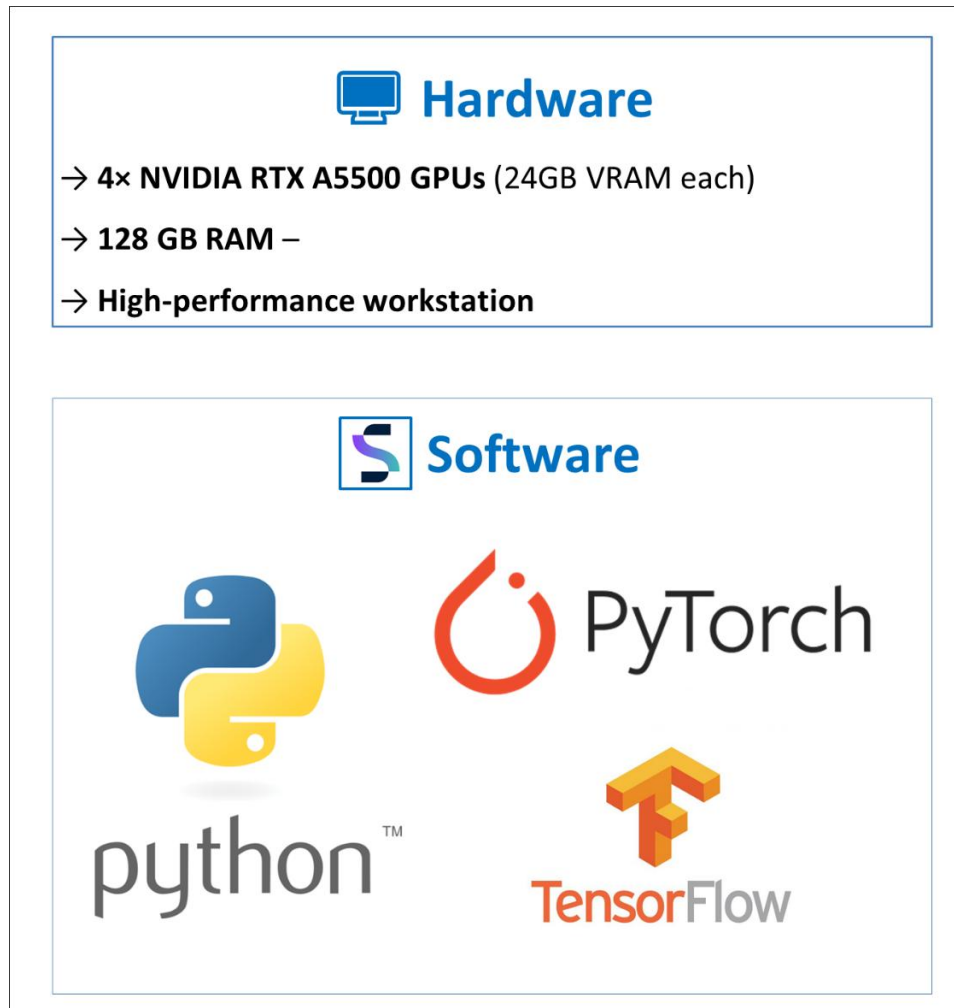 Hardware
→ 4× NVIDIA RTX A5500 GPUs (24GB VRAM each)
→ 128 GB RAM –
→ High-performance workstation
Software
PyTorch
python™
TensorFlow